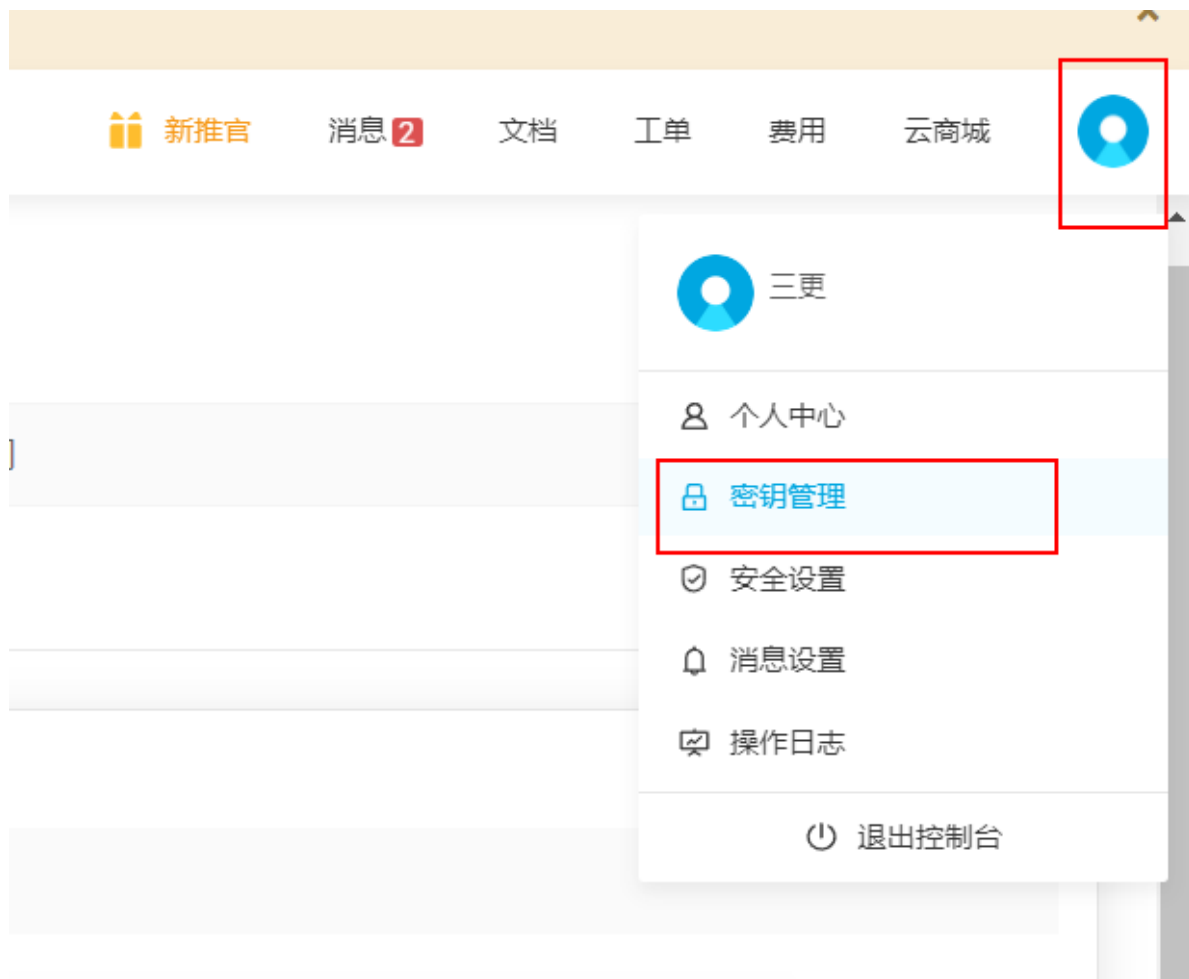 新推官 消息 2 文档 工单 费用 云商城
三更
个人中心
密钥管理
安全设置
消息设置
操作日志
退出控制台